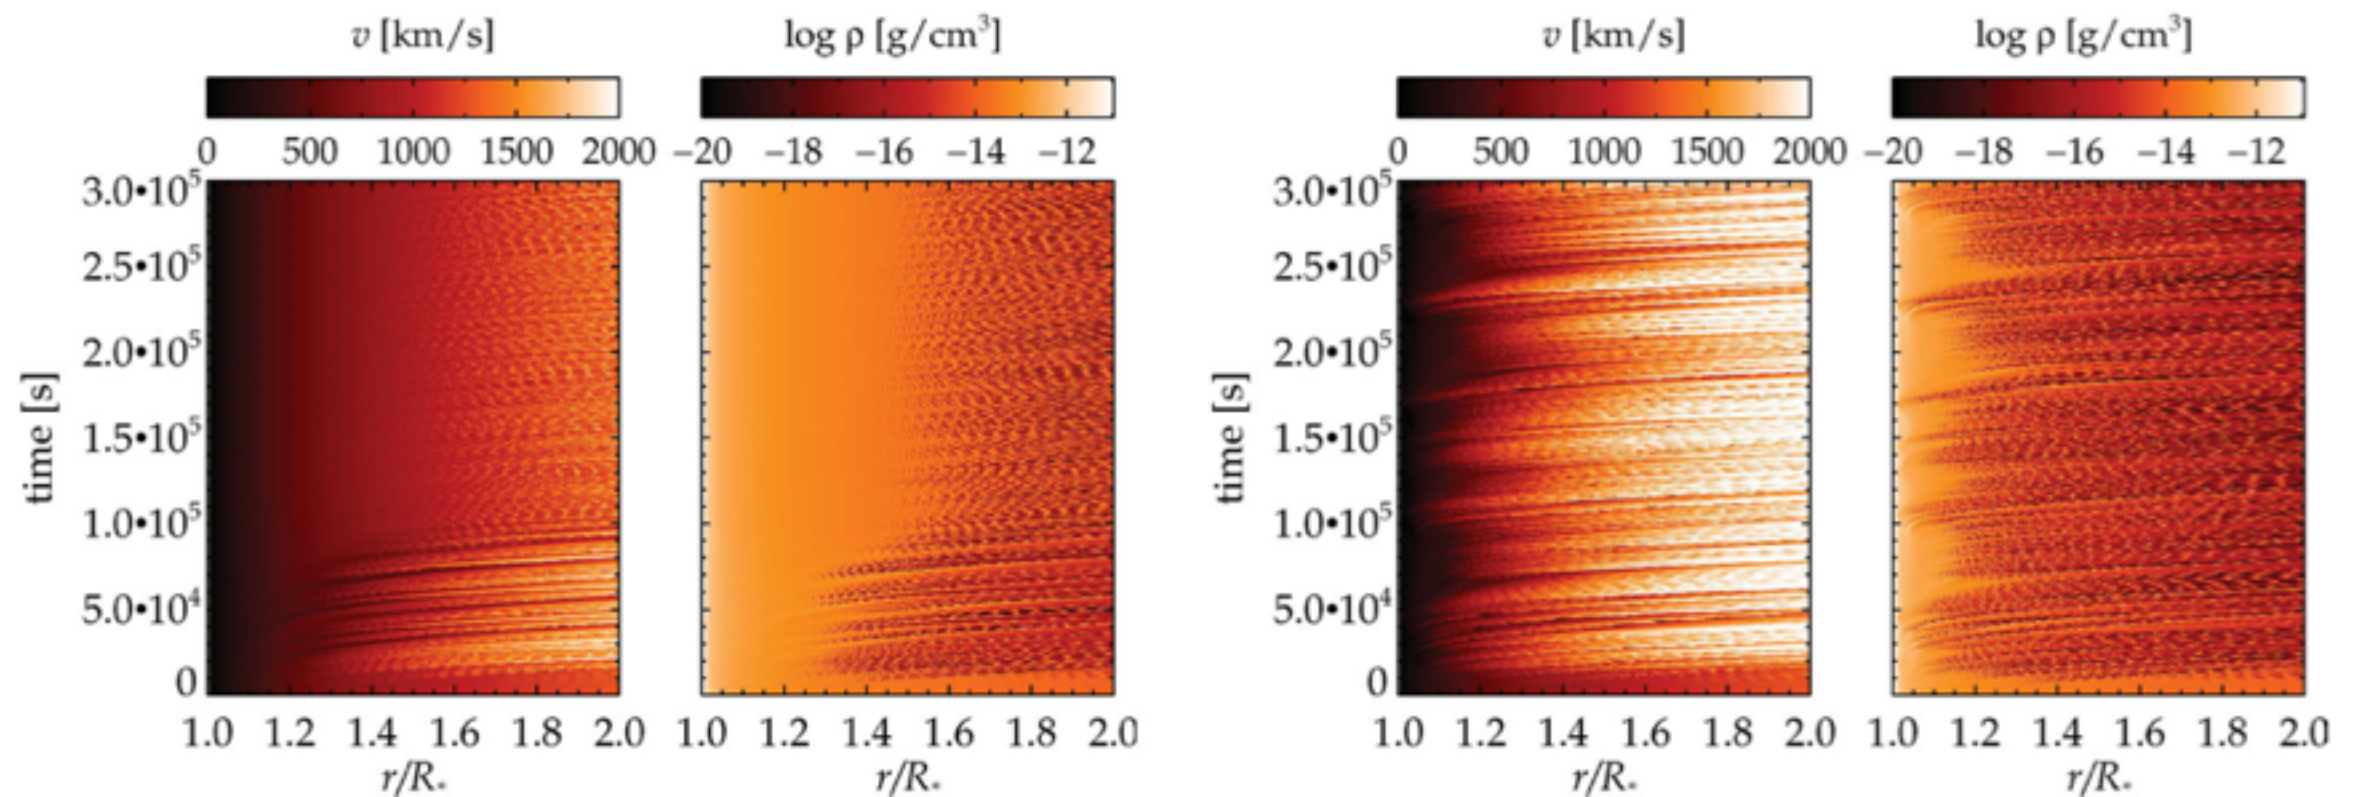 v [km/s] log ρ [g/cm³] v [km/s] log ρ [g/cm³]
0 500 1000 1500 2000 −20 −18 −16 −14 −12 0 500 1000 1500 2000 −20 −18 −16 −14 −12
3.0•10⁵ 3.0•10⁵
2.5•10⁵ 2.5•10⁵
2.0•10⁵ 2.0•10⁵
1.5•10⁵ 1.5•10⁵
1.0•10⁵ 1.0•10⁵
5.0•10⁴ 5.0•10⁴
0 0
time [s] time [s]
1.0 1.2 1.4 1.6 1.8 2.0 1.0 1.2 1.4 1.6 1.8 2.0 1.0 1.2 1.4 1.6 1.8 2.0 1.0 1.2 1.4 1.6 1.8 2.0
r/R* r/R* r/R* r/R*